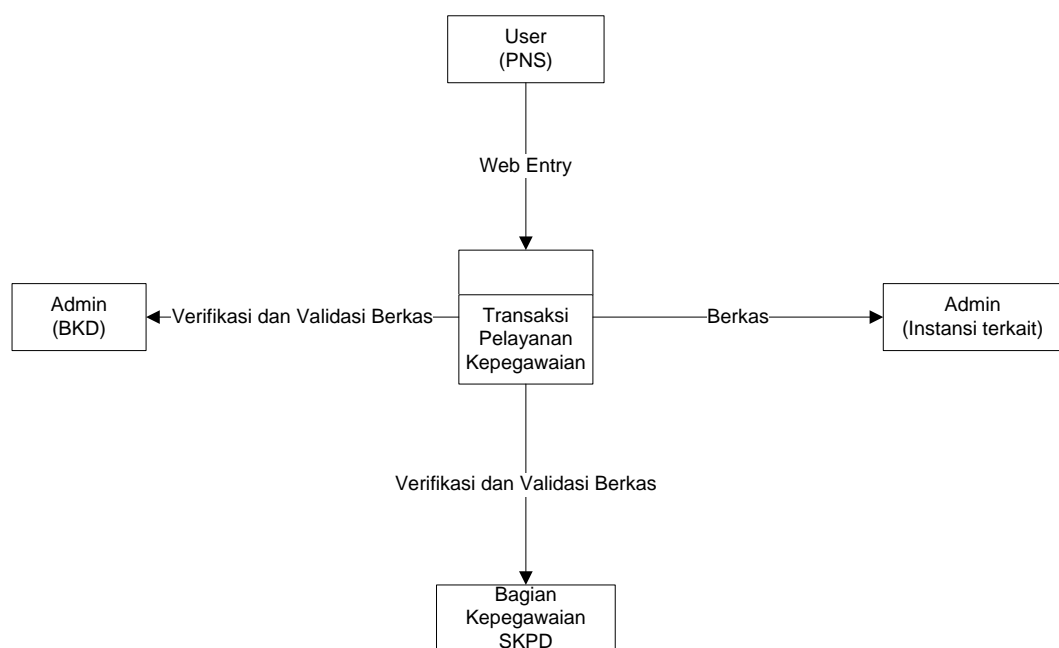 User
(PNS)
Web Entry
Admin
(BKD)
Verifikasi dan Validasi Berkas
Transaksi
Pelayanan
Kepegawaian
Berkas
Admin
(Instansi terkait)
Verifikasi dan Validasi Berkas
Bagian
Kepegawaian
SKPD